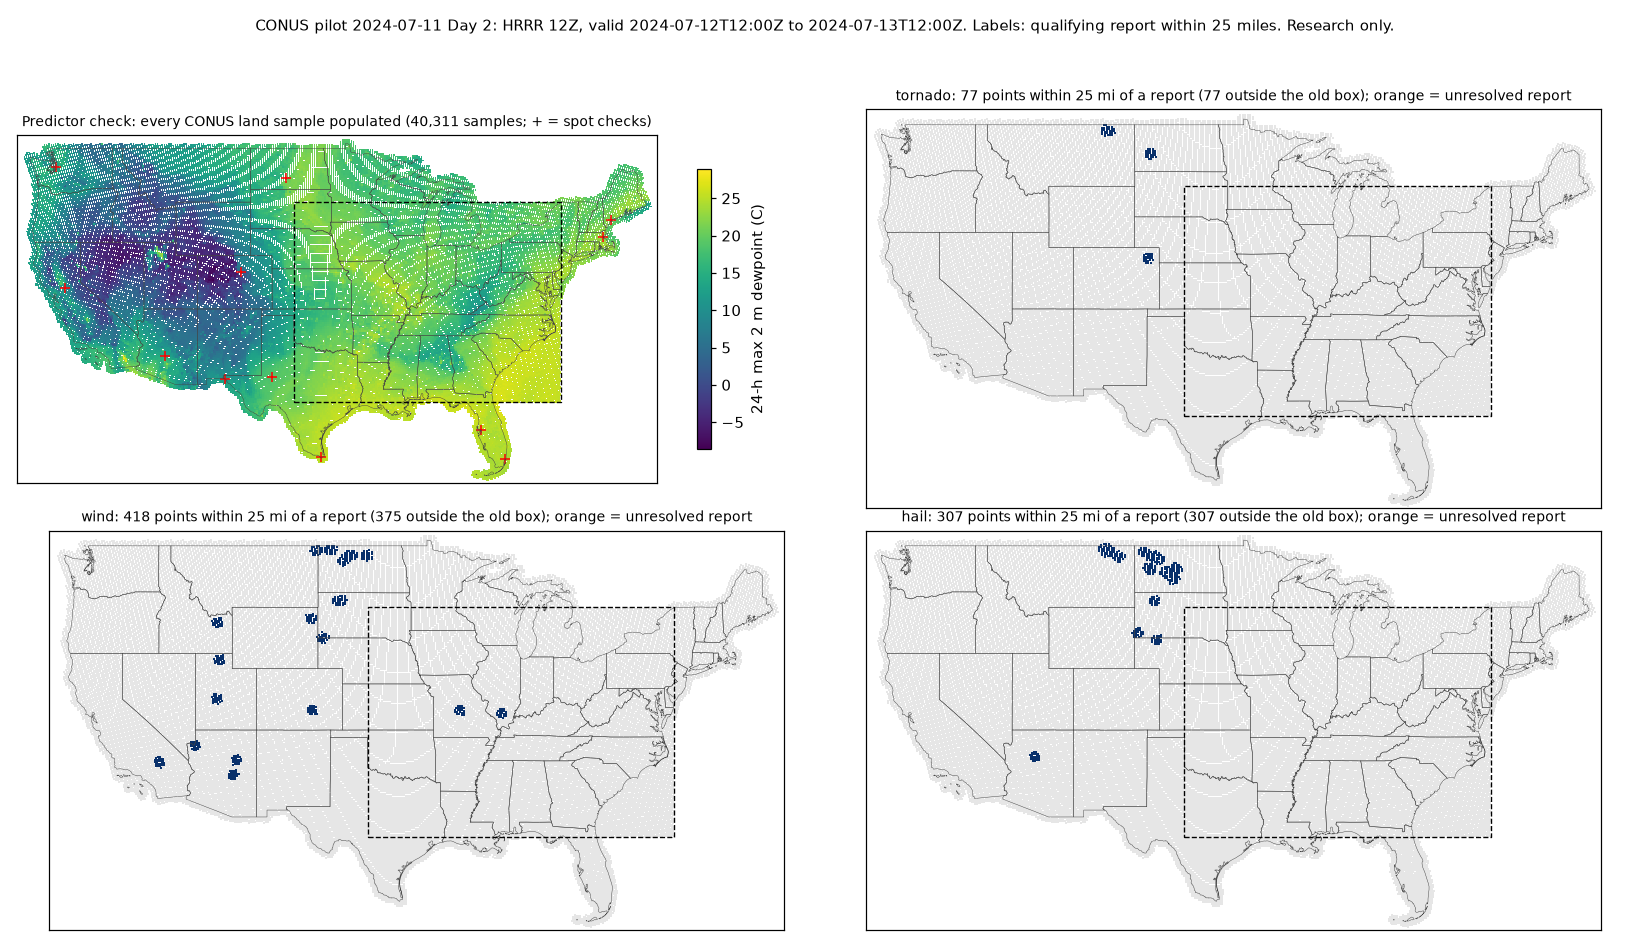 CONUS pilot 2024-07-11 Day 2: HRRR 12Z, valid 2024-07-12T12:00Z to 2024-07-13T12:00Z. Labels: qualifying report within 25 miles. Research only.
Predictor check: every CONUS land sample populated (40,311 samples; + = spot checks)
25
20
15
10
5
0
−5
24-h max 2 m dewpoint (C)
tornado: 77 points within 25 mi of a report (77 outside the old box); orange = unresolved report
wind: 418 points within 25 mi of a report (375 outside the old box); orange = unresolved report
hail: 307 points within 25 mi of a report (307 outside the old box); orange = unresolved report